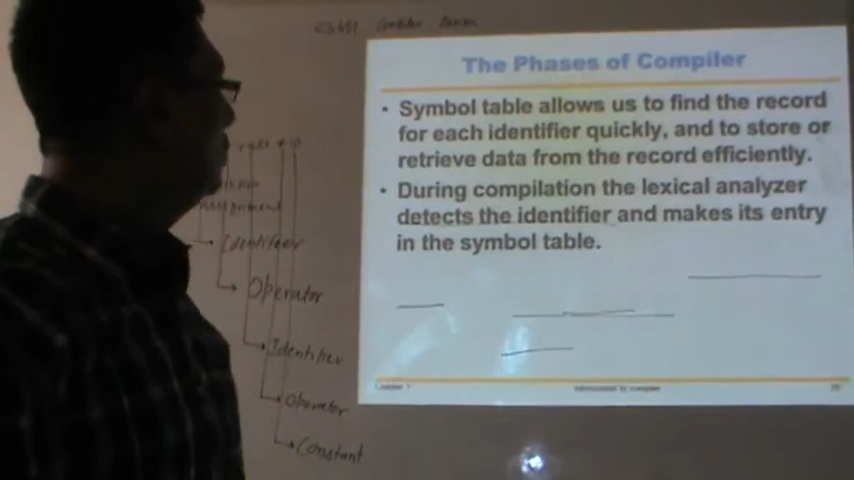 The Phases of Compiler
• Symbol table allows us to find the record
for each identifier quickly, and to store or
retrieve data from the record efficiently.
• During compilation the lexical analyzer
detects the identifier and makes its entry
in the symbol table.
Assignment
Identifier
Operator
Identifier
Operator
Constant